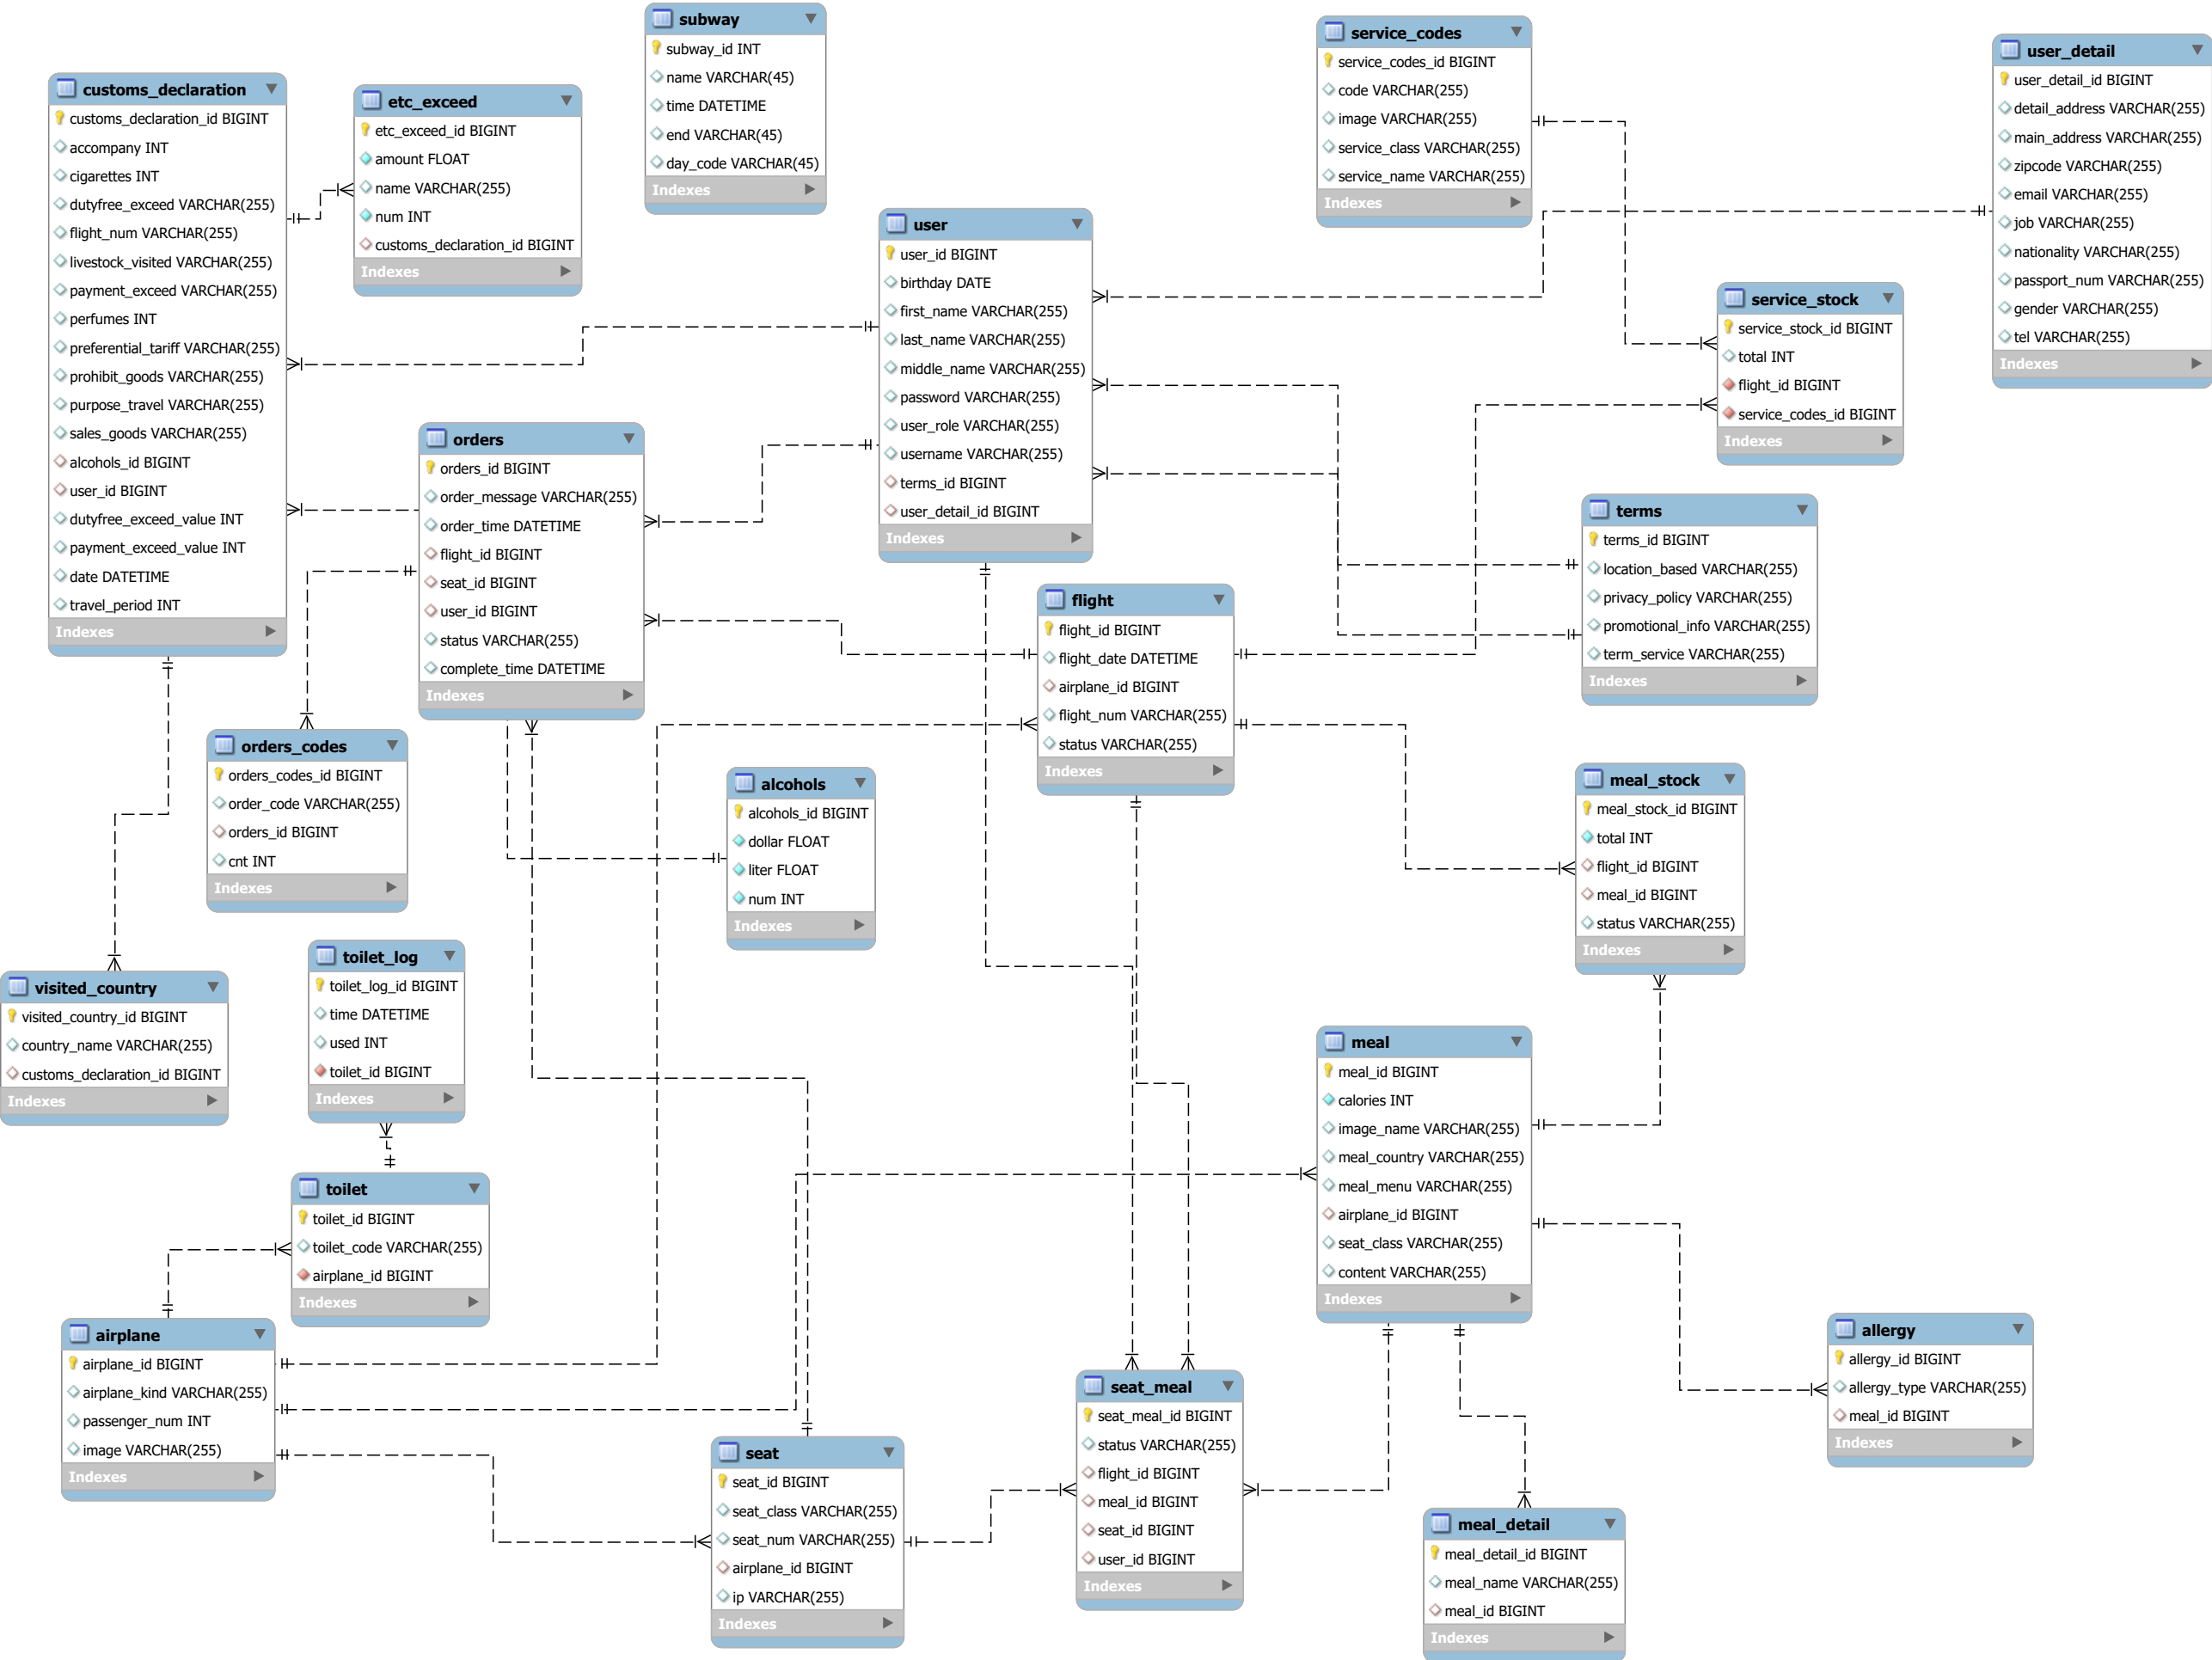 subway
subway_id INT
name VARCHAR(45)
time DATETIME
end VARCHAR(45)
day_code VARCHAR(45)
Indexes
service_codes
service_codes_id BIGINT
code VARCHAR(255)
image VARCHAR(255)
service_class VARCHAR(255)
service_name VARCHAR(255)
Indexes
user_detail
user_detail_id BIGINT
detail_address VARCHAR(255)
main_address VARCHAR(255)
zipcode VARCHAR(255)
email VARCHAR(255)
job VARCHAR(255)
nationality VARCHAR(255)
passport_num VARCHAR(255)
gender VARCHAR(255)
tel VARCHAR(255)
Indexes
customs_declaration
customs_declaration_id BIGINT
accompany INT
cigarettes INT
dutyfree_exceed VARCHAR(255)
flight_num VARCHAR(255)
livestock_visited VARCHAR(255)
payment_exceed VARCHAR(255)
perfumes INT
preferential_tariff VARCHAR(255)
prohibit_goods VARCHAR(255)
purpose_travel VARCHAR(255)
sales_goods VARCHAR(255)
alcohols_id BIGINT
user_id BIGINT
dutyfree_exceed_value INT
payment_exceed_value INT
date DATETIME
travel_period INT
Indexes
etc_exceed
etc_exceed_id BIGINT
amount FLOAT
name VARCHAR(255)
num INT
customs_declaration_id BIGINT
Indexes
user
user_id BIGINT
birthday DATE
first_name VARCHAR(255)
last_name VARCHAR(255)
middle_name VARCHAR(255)
password VARCHAR(255)
user_role VARCHAR(255)
username VARCHAR(255)
terms_id BIGINT
user_detail_id BIGINT
Indexes
service_stock
service_stock_id BIGINT
total INT
flight_id BIGINT
service_codes_id BIGINT
Indexes
orders
orders_id BIGINT
order_message VARCHAR(255)
order_time DATETIME
flight_id BIGINT
seat_id BIGINT
user_id BIGINT
status VARCHAR(255)
complete_time DATETIME
Indexes
terms
terms_id BIGINT
location_based VARCHAR(255)
privacy_policy VARCHAR(255)
promotional_info VARCHAR(255)
term_service VARCHAR(255)
Indexes
flight
flight_id BIGINT
flight_date DATETIME
airplane_id BIGINT
flight_num VARCHAR(255)
status VARCHAR(255)
Indexes
orders_codes
orders_codes_id BIGINT
order_code VARCHAR(255)
orders_id BIGINT
cnt INT
Indexes
alcohols
alcohols_id BIGINT
dollar FLOAT
liter FLOAT
num INT
Indexes
meal_stock
meal_stock_id BIGINT
total INT
flight_id BIGINT
meal_id BIGINT
status VARCHAR(255)
Indexes
toilet_log
toilet_log_id BIGINT
time DATETIME
used INT
toilet_id BIGINT
Indexes
visited_country
visited_country_id BIGINT
country_name VARCHAR(255)
customs_declaration_id BIGINT
Indexes
meal
meal_id BIGINT
calories INT
image_name VARCHAR(255)
meal_country VARCHAR(255)
meal_menu VARCHAR(255)
airplane_id BIGINT
seat_class VARCHAR(255)
content VARCHAR(255)
Indexes
toilet
toilet_id BIGINT
toilet_code VARCHAR(255)
airplane_id BIGINT
Indexes
airplane
airplane_id BIGINT
airplane_kind VARCHAR(255)
passenger_num INT
image VARCHAR(255)
Indexes
allergy
allergy_id BIGINT
allergy_type VARCHAR(255)
meal_id BIGINT
Indexes
seat_meal
seat_meal_id BIGINT
status VARCHAR(255)
flight_id BIGINT
meal_id BIGINT
seat_id BIGINT
user_id BIGINT
Indexes
seat
seat_id BIGINT
seat_class VARCHAR(255)
seat_num VARCHAR(255)
airplane_id BIGINT
ip VARCHAR(255)
Indexes
meal_detail
meal_detail_id BIGINT
meal_name VARCHAR(255)
meal_id BIGINT
Indexes